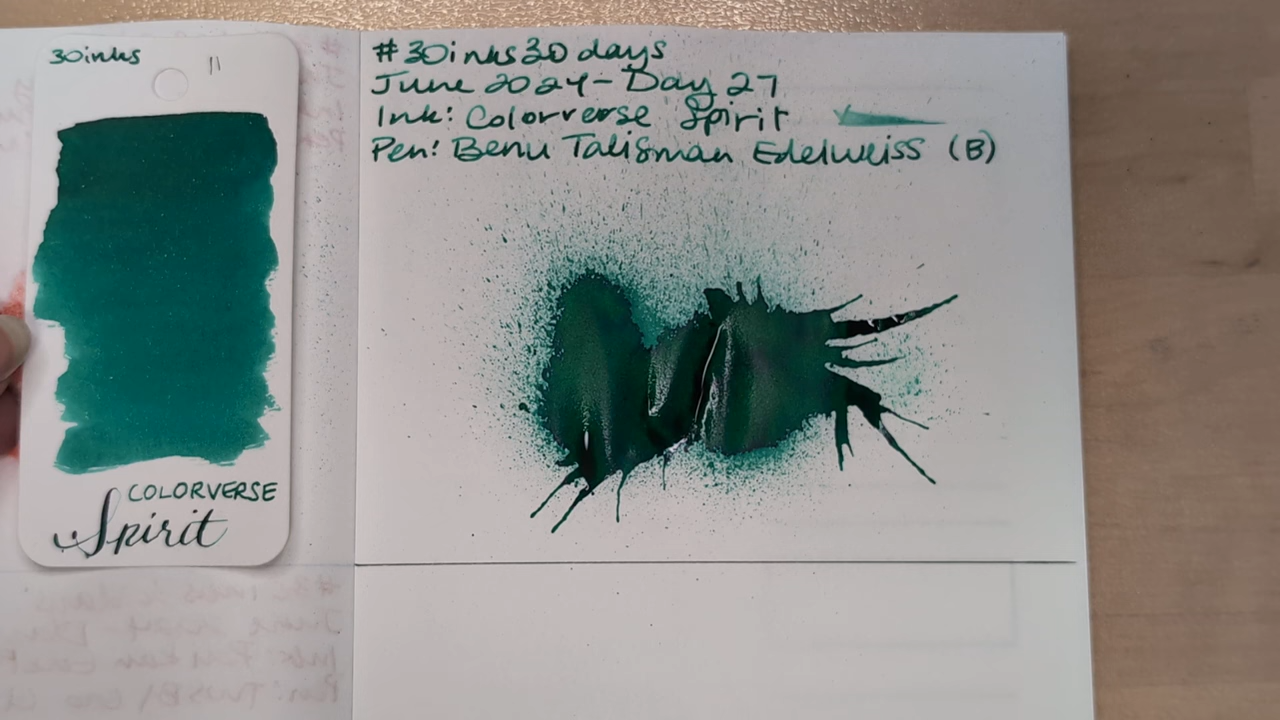 30inks
11
COLORVERSE
Spirit
#30inks30days
June 2024 - Day 27
Ink: Colorverse Spirit
Pen: Benu Talisman Edelweiss (B)